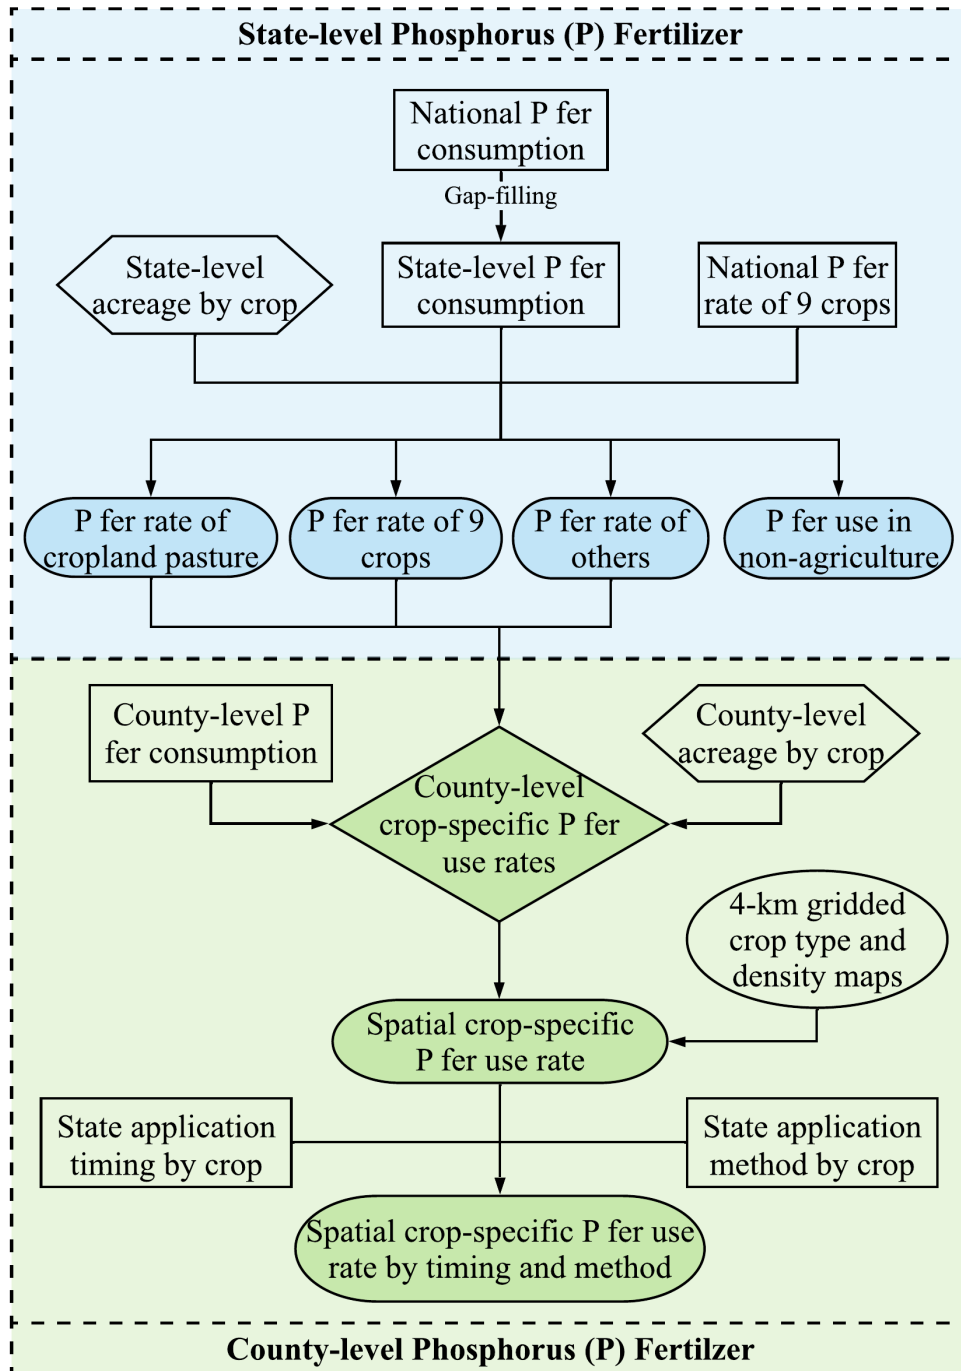 State-level Phosphorus (P) Fertilizer
National P fer
consumption
Gap-filling
State-level
acreage by crop
State-level P fer
consumption
National P fer
rate of 9 crops
P fer rate of
cropland pasture
P fer rate of 9
crops
P fer rate of
others
P fer use in
non-agriculture
County-level P
fer consumption
County-level
acreage by crop
County-level
crop-specific P fer
use rates
4-km gridded
crop type and
density maps
Spatial crop-specific
P fer use rate
State application
timing by crop
State application
method by crop
Spatial crop-specific P fer use
rate by timing and method
County-level Phosphorus (P) Fertilzer